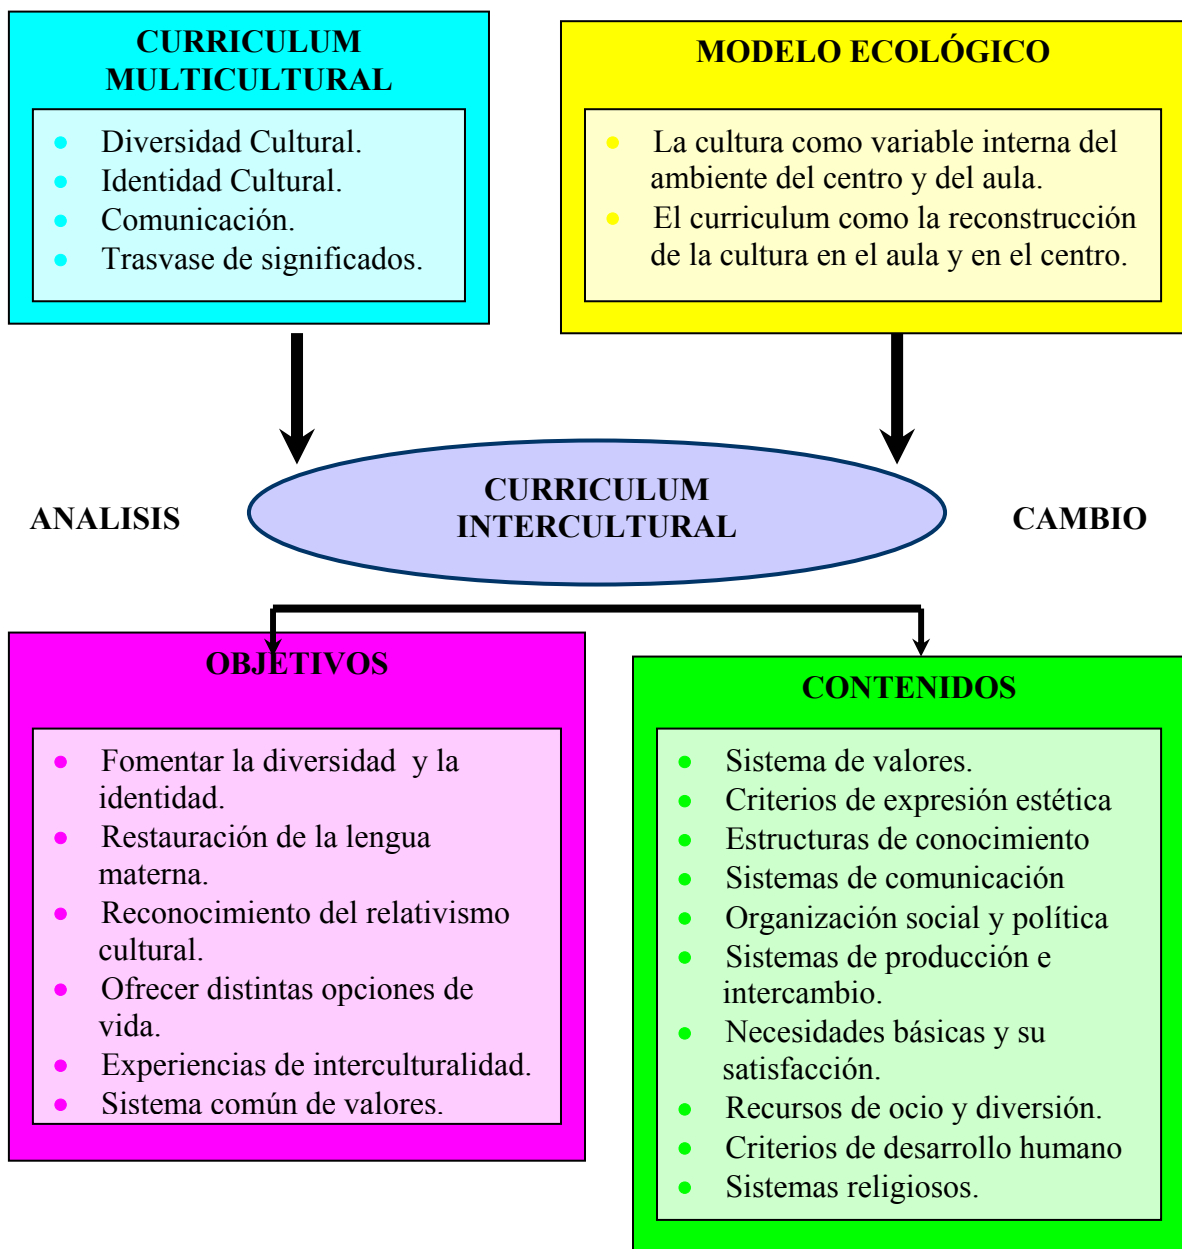 CURRICULUM
MULTICULTURAL
Diversidad Cultural.
Identidad Cultural.
Comunicación.
Trasvase de significados.
MODELO ECOLÓGICO
La cultura como variable interna del
ambiente del centro y del aula.
El curriculum como la reconstrucción
de la cultura en el aula y en el centro.
ANALISIS
CURRICULUM
INTERCULTURAL
CAMBIO
OBJETIVOS
Fomentar la diversidad y la
identidad.
Restauración de la lengua
materna.
Reconocimiento del relativismo
cultural.
Ofrecer distintas opciones de
vida.
Experiencias de interculturalidad.
Sistema común de valores.
CONTENIDOS
Sistema de valores.
Criterios de expresión estética
Estructuras de conocimiento
Sistemas de comunicación
Organización social y política
Sistemas de producción e
intercambio.
Necesidades básicas y su
satisfacción.
Recursos de ocio y diversión.
Criterios de desarrollo humano
Sistemas religiosos.